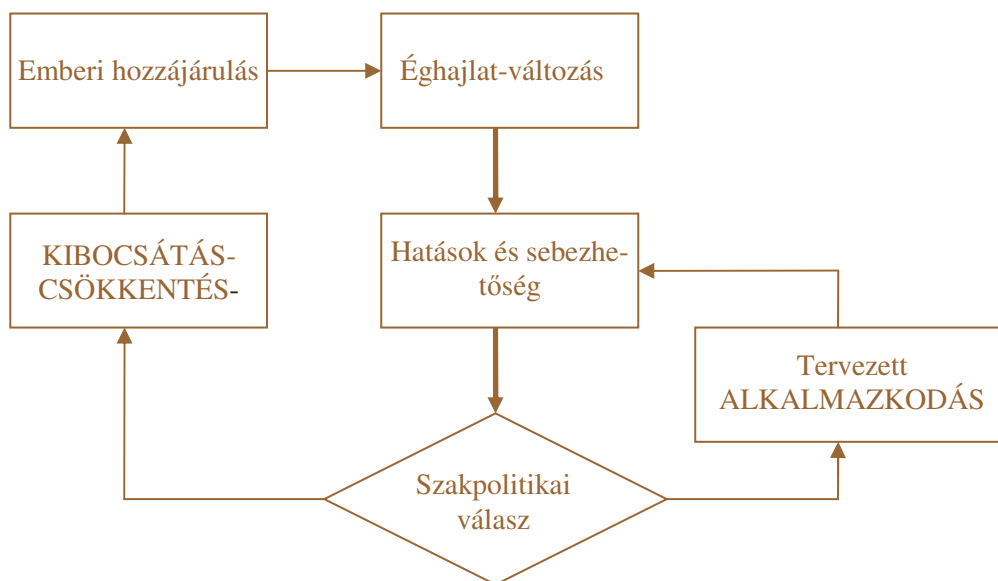 Emberi hozzájárulás
Éghajlat-változás
KIBOCSÁTÁS-
CSÖKKENTÉS-
Hatások és sebezhe-
tőség
Tervezett
ALKALMAZKODÁS
Szakpolitikai
válasz